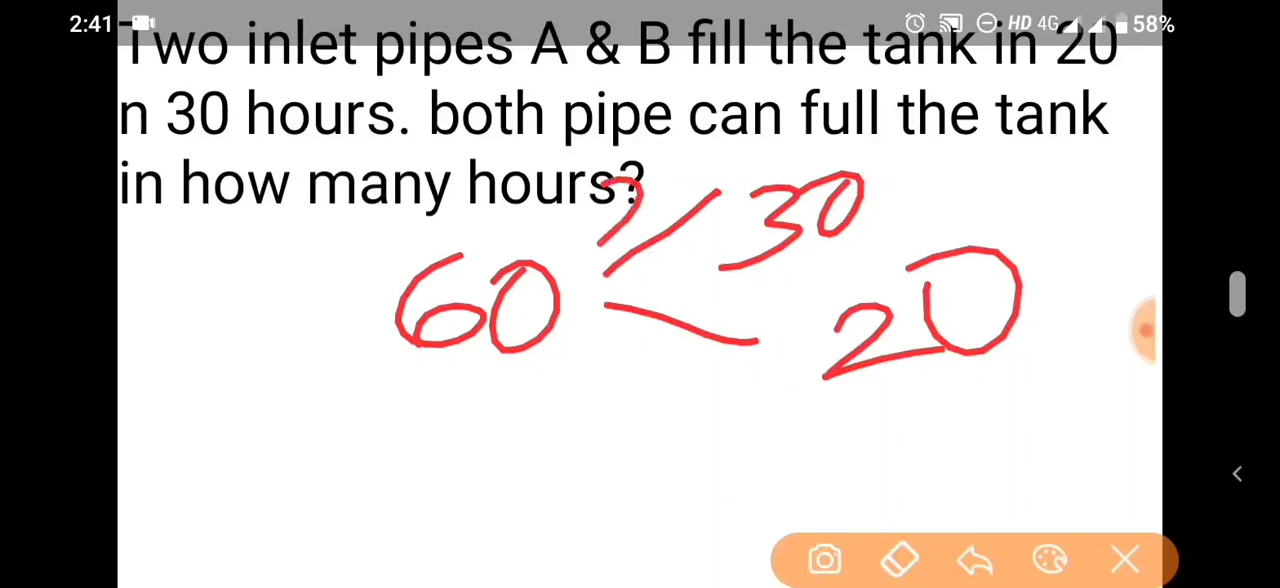 2:41 HD 4G 58%
Two inlet pipes A & B fill the tank in 20
n 30 hours. both pipe can full the tank
in how many hours?
? 30
60
20